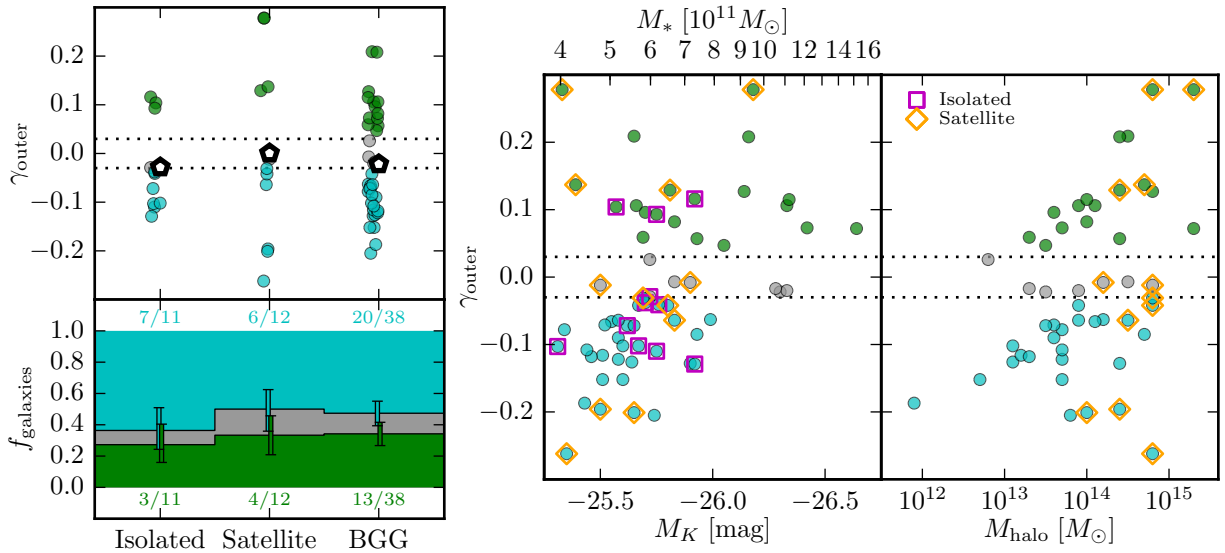 γouter
0.2
0.1
0.0
−0.1
−0.2
7/11 6/12 20/38
fgalaxies
1.0
0.8
0.6
0.4
0.2
0.0
3/11 4/12 13/38
Isolated Satellite BGG
M* [10¹¹M⊙]
4 5 6 7 8 9 10 12 14 16
γouter
0.2
0.1
0.0
−0.1
−0.2
Isolated
Satellite
−25.5 −26.0 −26.5
MK [mag]
10¹² 10¹³ 10¹⁴ 10¹⁵
Mhalo [M⊙]